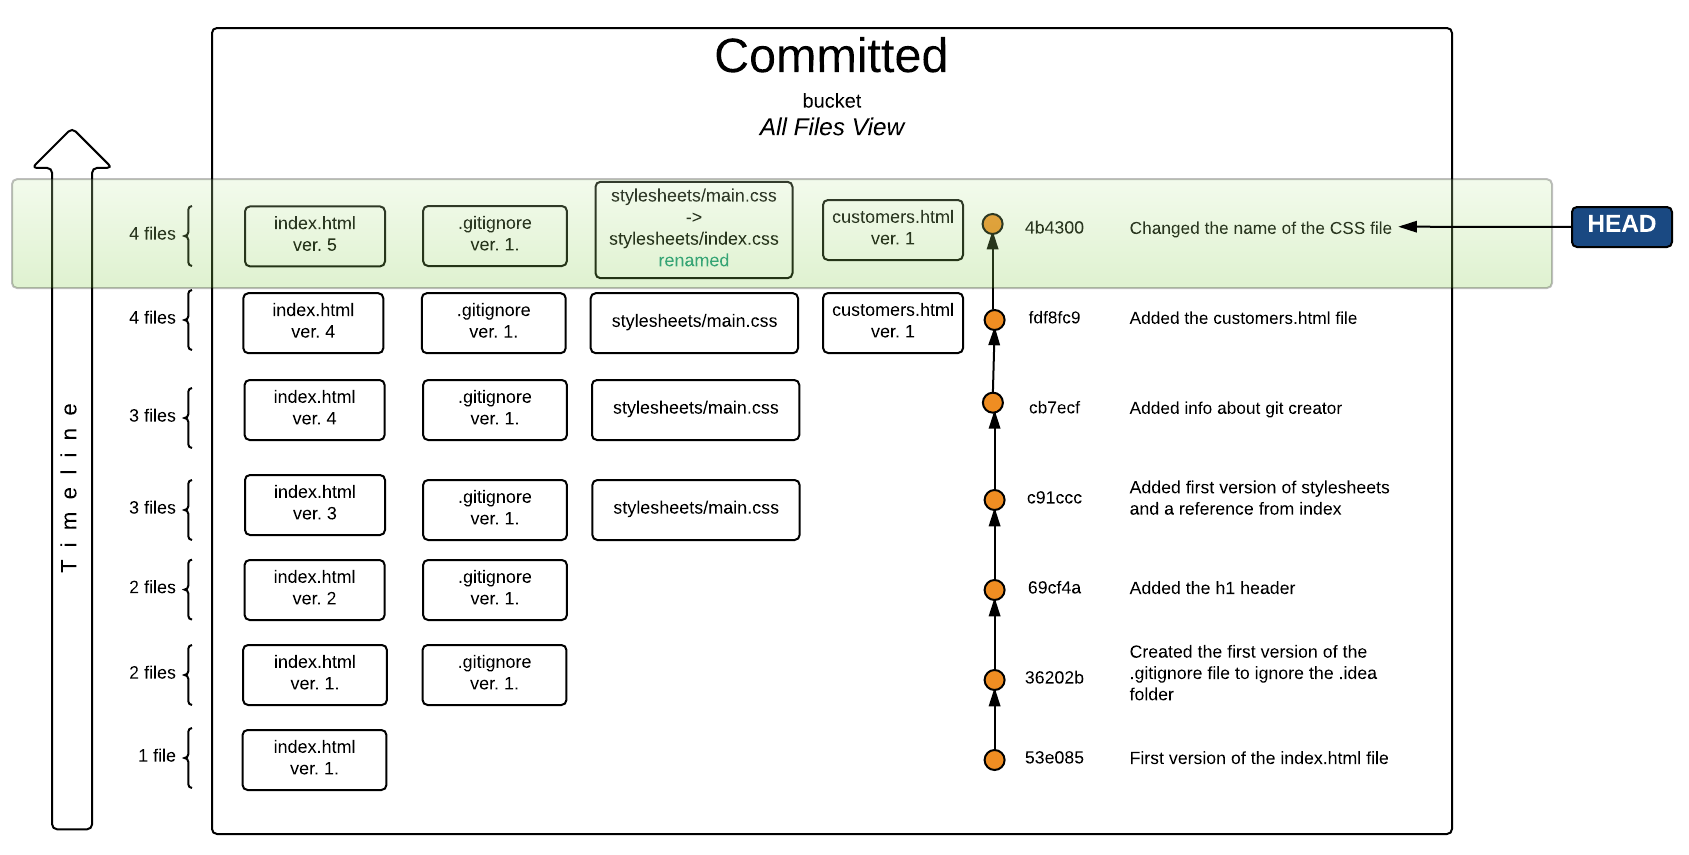 Committed
bucket
All Files View
Timeline
4 files
index.html
ver. 5
.gitignore
ver. 1.
stylesheets/main.css
->
stylesheets/index.css
renamed
customers.html
ver. 1
4b4300
Changed the name of the CSS file
HEAD
4 files
index.html
ver. 4
.gitignore
ver. 1.
stylesheets/main.css
customers.html
ver. 1
fdf8fc9
Added the customers.html file
3 files
index.html
ver. 4
.gitignore
ver. 1.
stylesheets/main.css
cb7ecf
Added info about git creator
3 files
index.html
ver. 3
.gitignore
ver. 1.
stylesheets/main.css
c91ccc
Added first version of stylesheets
and a reference from index
2 files
index.html
ver. 2
.gitignore
ver. 1.
69cf4a
Added the h1 header
2 files
index.html
ver. 1.
.gitignore
ver. 1.
36202b
Created the first version of the
.gitignore file to ignore the .idea
folder
1 file
index.html
ver. 1.
53e085
First version of the index.html file